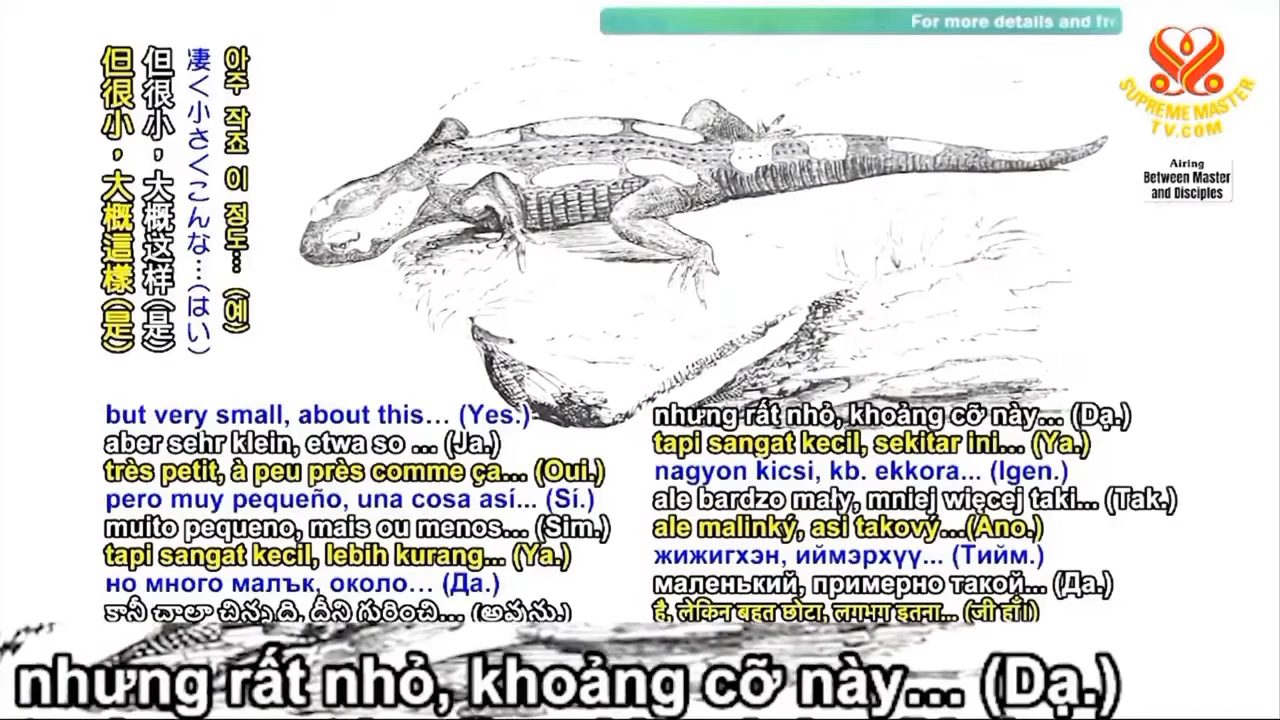 For more details and fr
SUPREME MASTER
TV.COM
Airing
Between Master
and Disciples
아주 작죠 이 정도… (예)
凄く小さくこんな…(はい)
但很小，大概这样(是)
但很小，大概這樣(是)
but very small, about this… (Yes.)
aber sehr klein, etwa so ... (Ja.)
très petit, à peu près comme ça... (Oui.)
pero muy pequeño, una cosa así... (Sí.)
muito pequeno, mais ou menos... (Sim.)
tapi sangat kecil, lebih kurang... (Ya.)
но много малък, около… (Да.)
కానీ చాలా చిన్నది, దీని గురించి... (అవును.)
nhưng rất nhỏ, khoảng cỡ này... (Dạ.)
tapi sangat kecil, sekitar ini... (Ya.)
nagyon kicsi, kb. ekkora... (Igen.)
ale bardzo mały, mniej więcej taki... (Tak.)
ale malinký, asi takový...(Ano.)
жижигхэн, иймэрхүү... (Тийм.)
маленький, примерно такой... (Да.)
है, लेकिन बहुत छोटा, लगभग इतना... (जी हाँ।)
nhưng rất nhỏ, khoảng cỡ này... (Dạ.)